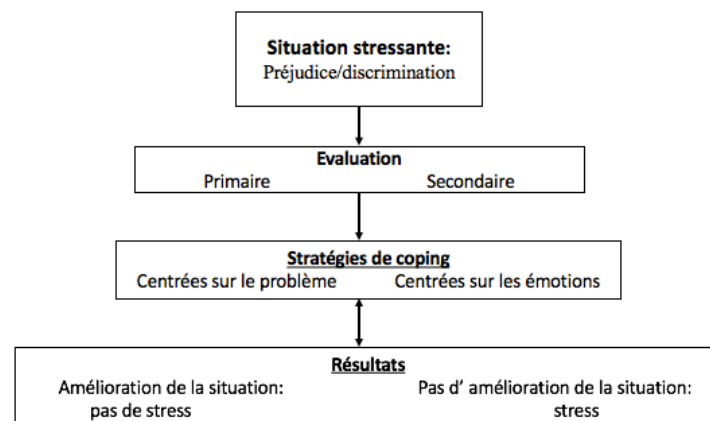 Situation stressante:
Préjudice/discrimination
Evaluation
Primaire Secondaire
Stratégies de coping
Centrées sur le problème Centrées sur les émotions
Résultats
Amélioration de la situation: Pas d’ amélioration de la situation:
pas de stress stress